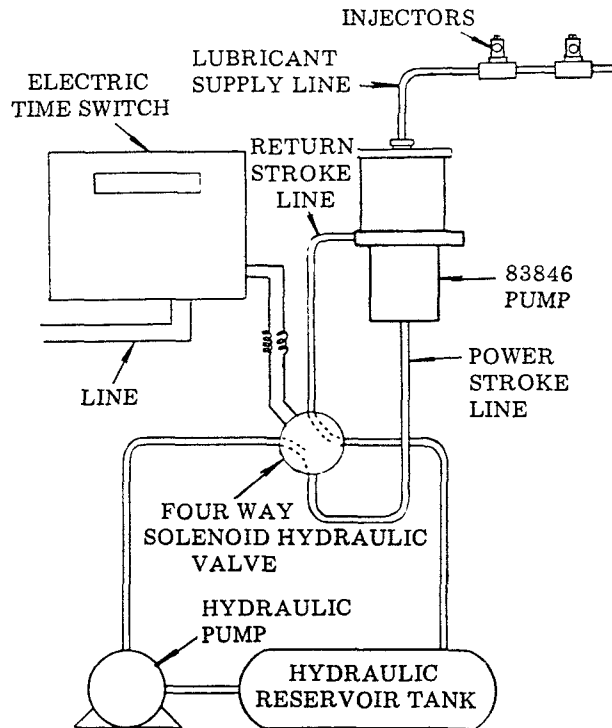 INJECTORS
LUBRICANT
SUPPLY LINE
ELECTRIC
TIME SWITCH
RETURN
STROKE
LINE
83846
PUMP
POWER
STROKE
LINE
LINE
FOUR WAY
SOLENOID HYDRAULIC
VALVE
HYDRAULIC
PUMP
HYDRAULIC
RESERVOIR TANK